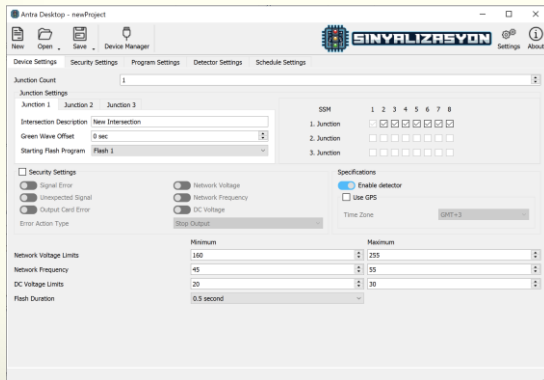 Antra Desktop - newProject
New Open Save Device Manager SINYALIZASYON Settings About
Device Settings Security Settings Program Settings Detector Settings Schedule Settings
Junction Count 1
Junction Settings
Junction 1 Junction 2 Junction 3
Intersection Description New Intersection
Green Wave Offset 0 sec
Starting Flash Program Flash 1
SSM 1 2 3 4 5 6 7 8
1. Junction
2. Junction
3. Junction
Security Settings
Signal Error Network Voltage
Unexpected Signal Network Frequency
Output Card Error DC Voltage
Error Action Type Stop Output
Specifications
Enable detector
Use GPS
Time Zone GMT+3
Minimum Maximum
Network Voltage Limits 160 255
Network Frequency 45 55
DC Voltage Limits 20 30
Flash Duration 0.5 second